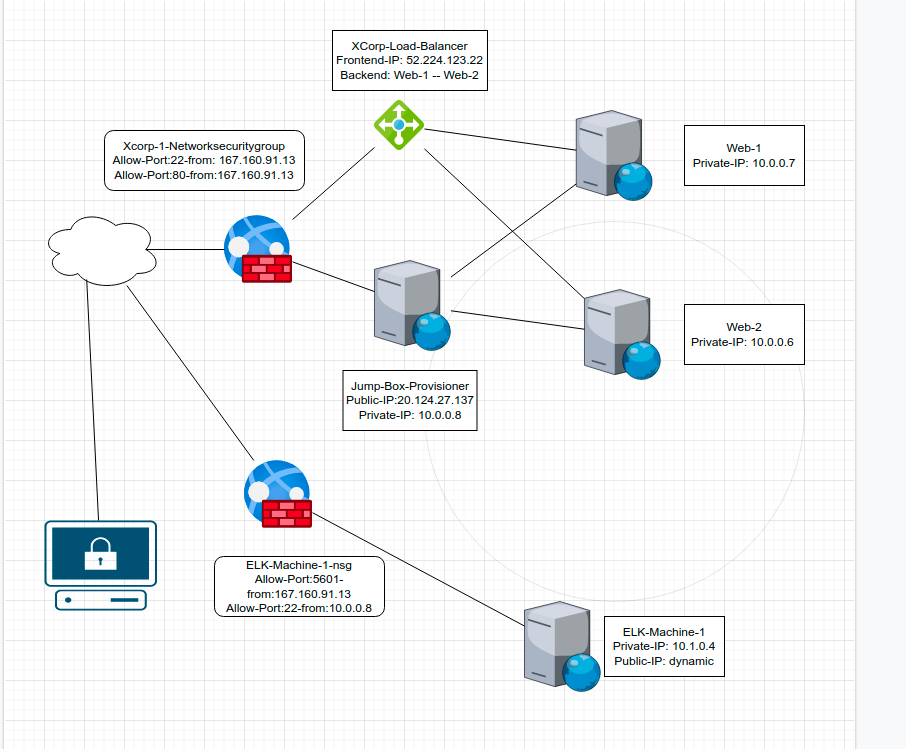 XCorp-Load-Balancer
Frontend-IP: 52.224.123.22
Backend: Web-1 -- Web-2
Xcorp-1-Networksecuritygroup
Allow-Port:22-from: 167.160.91.13
Allow-Port:80-from:167.160.91.13
Web-1
Private-IP: 10.0.0.7
Web-2
Private-IP: 10.0.0.6
Jump-Box-Provisioner
Public-IP:20.124.27.137
Private-IP: 10.0.0.8
ELK-Machine-1-nsg
Allow-Port:5601-
from:167.160.91.13
Allow-Port:22-from:10.0.0.8
ELK-Machine-1
Private-IP: 10.1.0.4
Public-IP: dynamic